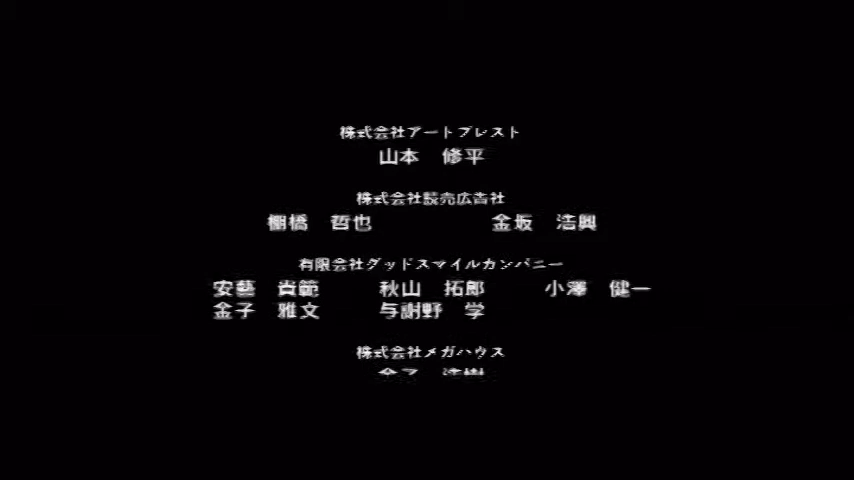 株式会社アートプレスト
山本　修平
株式会社読売広告社
棚橋　哲也　　金坂　浩興
有限会社グッドスマイルカンパニー
安藝　貴範　　秋山　拓郎　　小澤　健一
金子　雅文　　与謝野　学
株式会社メガハウス